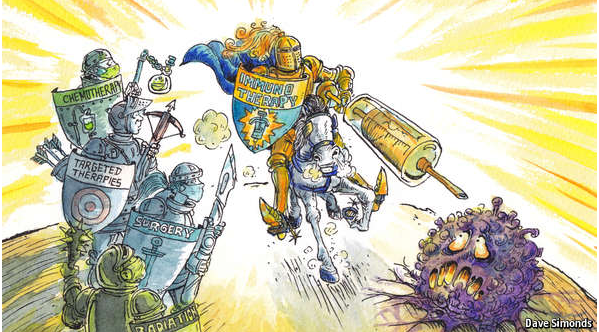 CHEMOTHERAPY
IMMUNO
THERAPY
TARGETED
THERAPIES
SURGERY
RADIATION
Dave Simonds